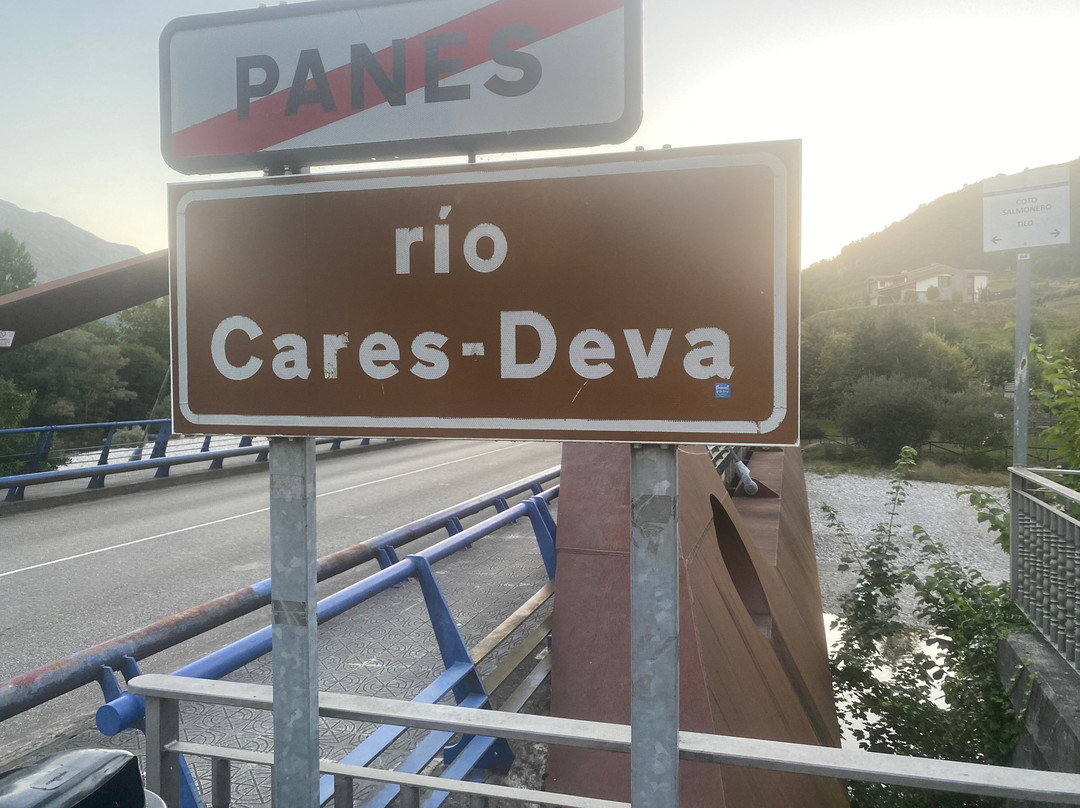 PANES
río
Cares-Deva
COTO
SALMONERO
TILO